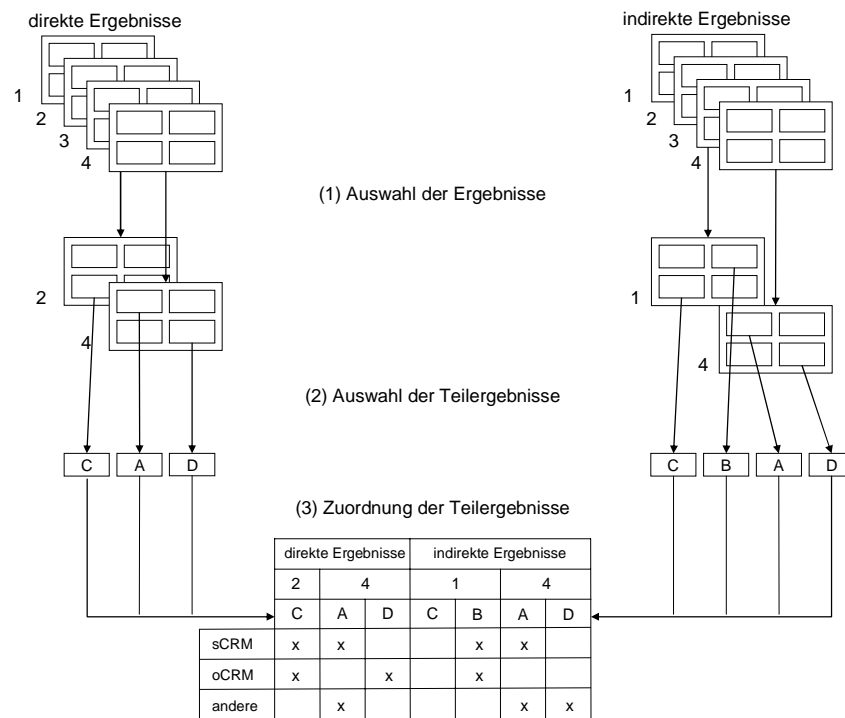 direkte Ergebnisse indirekte Ergebnisse
1 1
2 2
3 3
4 4
(1) Auswahl der Ergebnisse
2 1
4 4
(2) Auswahl der Teilergebnisse
C A D C B A D
(3) Zuordnung der Teilergebnisse
direkte Ergebnisse indirekte Ergebnisse
2 4 1 4
C A D C B A D
sCRM x x x x
oCRM x x x
andere x x x